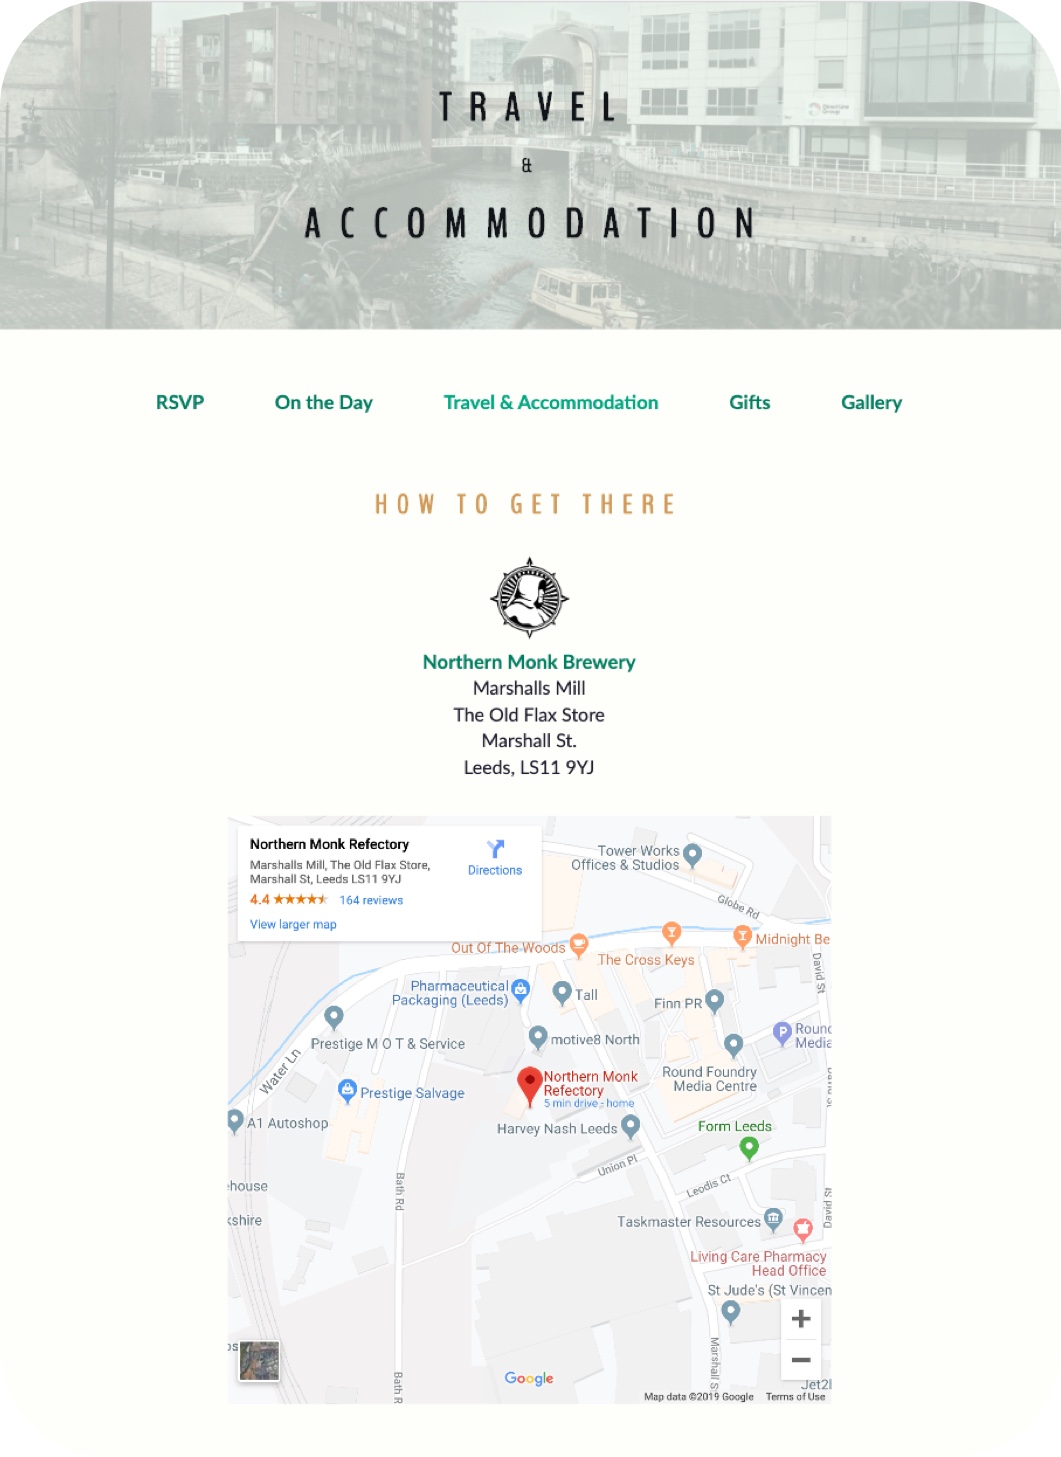 TRAVEL
&
ACCOMMODATION
RSVP
On the Day
Travel & Accommodation
Gifts
Gallery
HOW TO GET THERE
Northern Monk Brewery
Marshalls Mill
The Old Flax Store
Marshall St.
Leeds, LS11 9YJ
Northern Monk Refectory
Marshalls Mill, The Old Flax Store,
Marshall St, Leeds LS11 9YJ
4.4
164 reviews
View larger map
Directions
Tower Works
Offices & Studios
Globe Rd
Out Of The Woods
The Cross Keys
Midnight Be
David St
Pharmaceutical
Packaging (Leeds)
Tall
Finn PR
Prestige M O T & Service
motive8 North
Round
Media
Round Foundry
Media Centre
Water Ln
Prestige Salvage
Northern Monk
Refectory
5 min drive - home
A1 Autoshop
Harvey Nash Leeds
Form Leeds
Union Pl
Leodis Ct
Bath Rd
ehouse
kshire
David St
Taskmaster Resources
Living Care Pharmacy
Head Office
St Jude's (St Vincen
Marshall S
Bath R
Jet2
Google
Map data ©2019 Google
Terms of Use